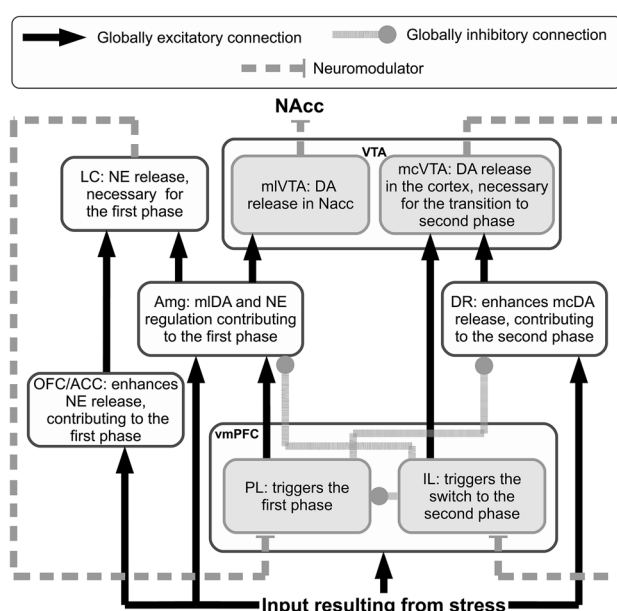 Globally excitatory connection
Globally inhibitory connection
Neuromodulator
NAcc
VTA
LC: NE release,
necessary for
the first phase
mlVTA: DA
release in Nacc
mcVTA: DA release
in the cortex, necessary
for the transition to
second phase
Amg: mlDA and NE
regulation contributing
to the first phase
DR: enhances mcDA
release, contributing
to the second phase
OFC/ACC: enhances
NE release,
contributing to the
first phase
vmPFC
PL: triggers the
first phase
IL: triggers the
switch to the
second phase
Input resulting from stress